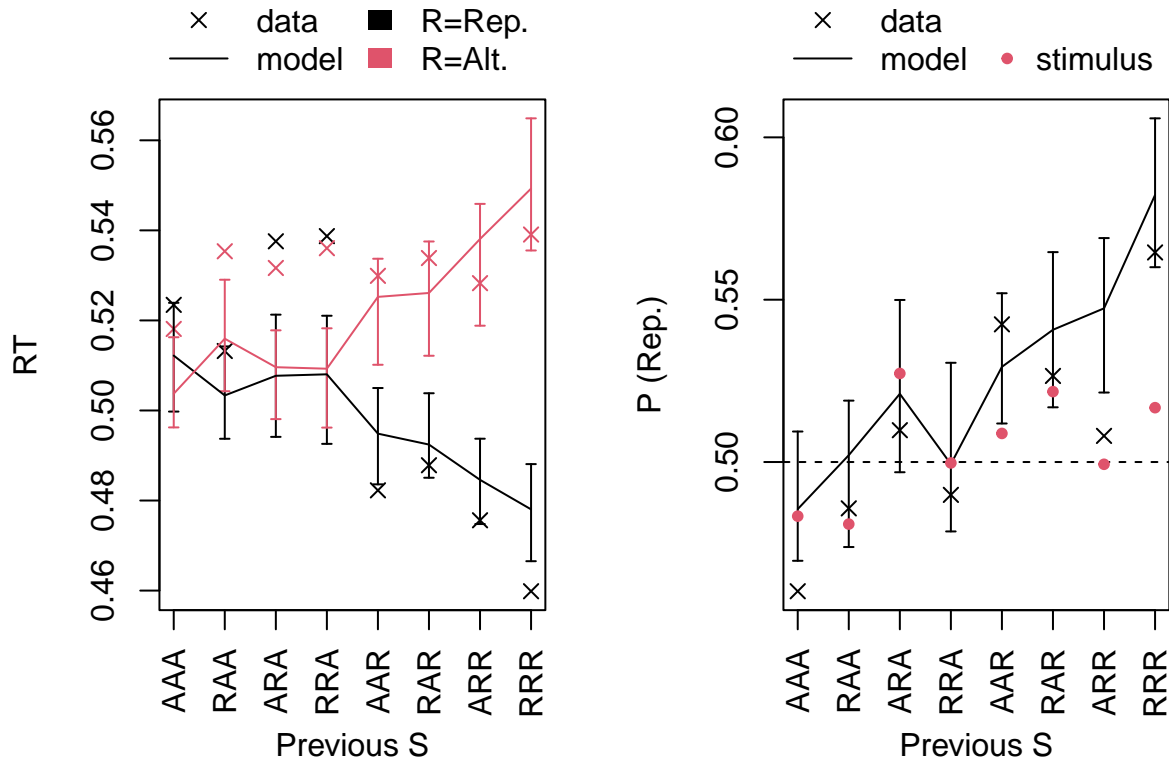 data R=Rep.
model R=Alt.
RT
0.56
0.54
0.52
0.50
0.48
0.46
AAA RAA ARA RRA AAR RAR ARR RRR
Previous S
data
model stimulus
P (Rep.)
0.60
0.55
0.50
AAA RAA ARA RRA AAR RAR ARR RRR
Previous S